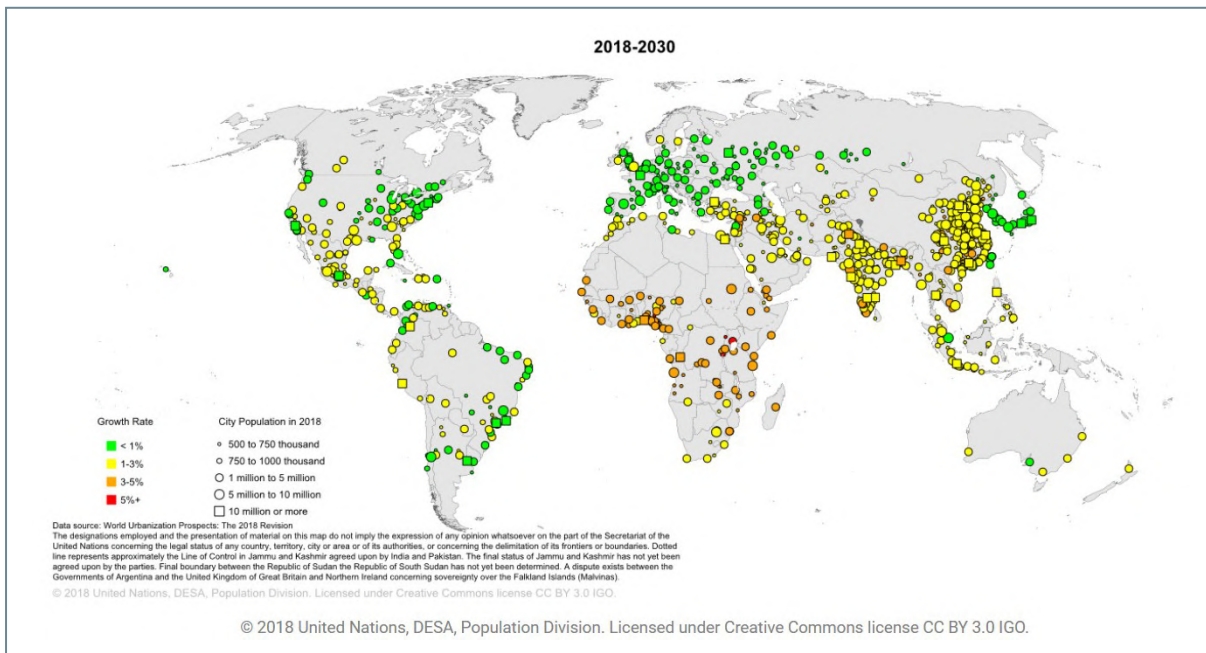 2018-2030
Growth Rate
< 1%
1-3%
3-5%
5%+
City Population in 2018
500 to 750 thousand
750 to 1000 thousand
1 million to 5 million
5 million to 10 million
10 million or more
Data source: World Urbanization Prospects: The 2018 Revision
The designations employed and the presentation of material on this map do not imply the expression of any opinion whatsoever on the part of the Secretariat of the
United Nations concerning the legal status of any country, territory, city or area or of its authorities, or concerning the delimitation of its frontiers or boundaries. Dotted
line represents approximately the Line of Control in Jammu and Kashmir agreed upon by India and Pakistan. The final status of Jammu and Kashmir has not yet been
agreed upon by the parties. Final boundary between the Republic of Sudan the Republic of South Sudan has not yet been determined. A dispute exists between the
Governments of Argentina and the United Kingdom of Great Britain and Northern Ireland concerning sovereignty over the Falkland Islands (Malvinas).
© 2018 United Nations, DESA, Population Division. Licensed under Creative Commons license CC BY 3.0 IGO.
© 2018 United Nations, DESA, Population Division. Licensed under Creative Commons license CC BY 3.0 IGO.